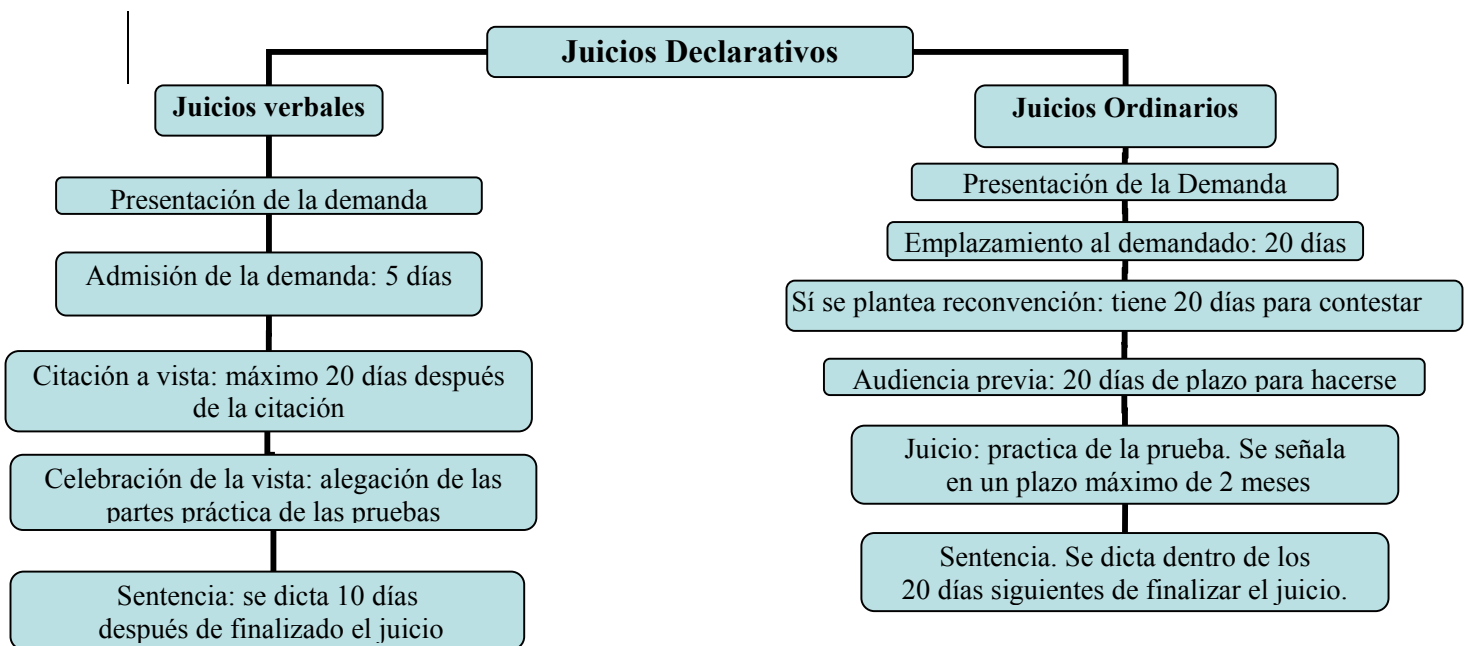 Juicios Declarativos
Juicios verbales
Presentación de la demanda
Admisión de la demanda: 5 días
Citación a vista: máximo 20 días después
de la citación
Celebración de la vista: alegación de las
partes práctica de las pruebas
Sentencia: se dicta 10 días
después de finalizado el juicio
Juicios Ordinarios
Presentación de la Demanda
Emplazamiento al demandado: 20 días
Sí se plantea reconvención: tiene 20 días para contestar
Audiencia previa: 20 días de plazo para hacerse
Juicio: practica de la prueba. Se señala
en un plazo máximo de 2 meses
Sentencia. Se dicta dentro de los
20 días siguientes de finalizar el juicio.